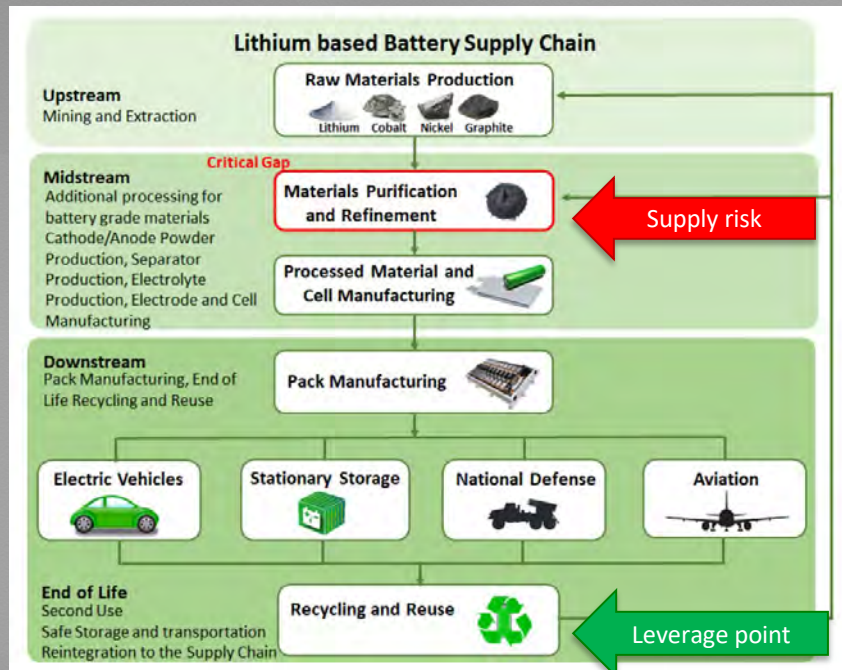 Lithium based Battery Supply Chain
Upstream
Mining and Extraction
Raw Materials Production
Lithium Cobalt Nickel Graphite
Critical Gap
Midstream
Additional processing for
battery grade materials
Cathode/Anode Powder
Production, Separator
Production, Electrolyte
Production, Electrode and Cell
Manufacturing
Materials Purification
and Refinement
Supply risk
Processed Material and
Cell Manufacturing
Downstream
Pack Manufacturing, End of
Life Recycling and Reuse
Pack Manufacturing
Electric Vehicles
Stationary Storage
National Defense
Aviation
End of Life
Second Use
Safe Storage and transportation
Reintegration to the Supply Chain
Recycling and Reuse
Leverage point